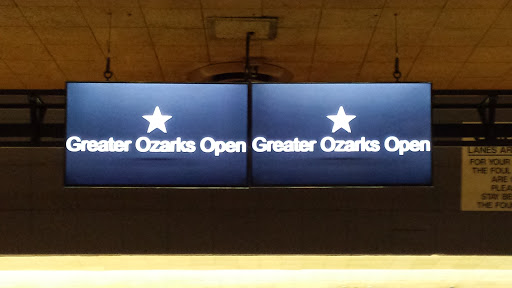 Greater Ozarks Open
Greater Ozarks Open
LANES AR
FOR YOUR
THE FOUL
ARE
PLEA
STAY BE
THE FOU